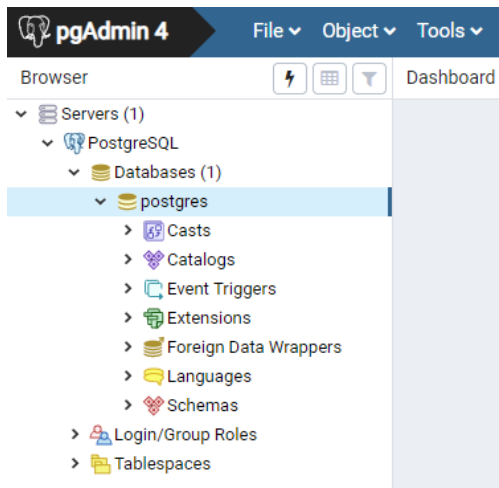 pgAdmin 4 File Object Tools
Browser Dashboard
Servers (1)
PostgreSQL
Databases (1)
postgres
Casts
Catalogs
Event Triggers
Extensions
Foreign Data Wrappers
Languages
Schemas
Login/Group Roles
Tablespaces